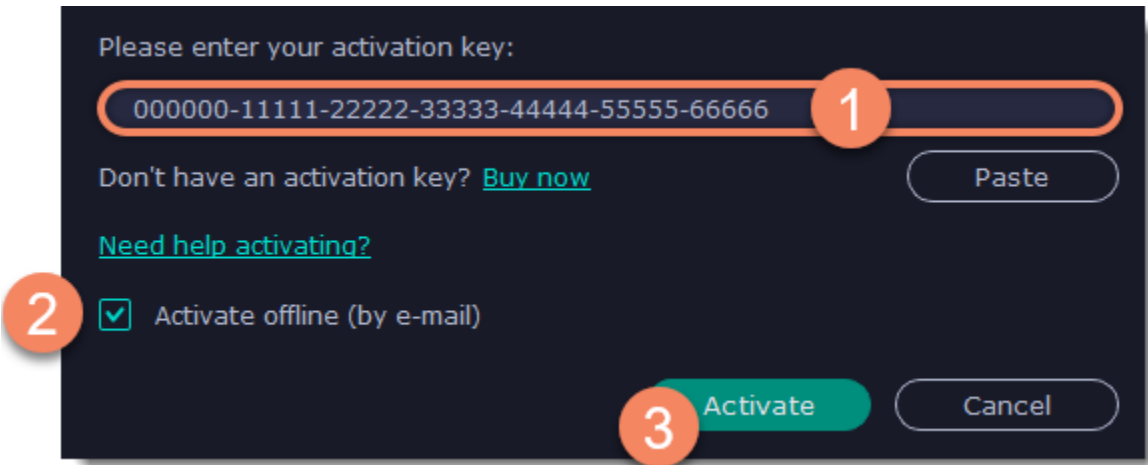 Please enter your activation key:
000000-11111-22222-33333-44444-55555-66666 1
Don't have an activation key? Buy now Paste
Need help activating?
2 Activate offline (by e-mail)
3 Activate Cancel